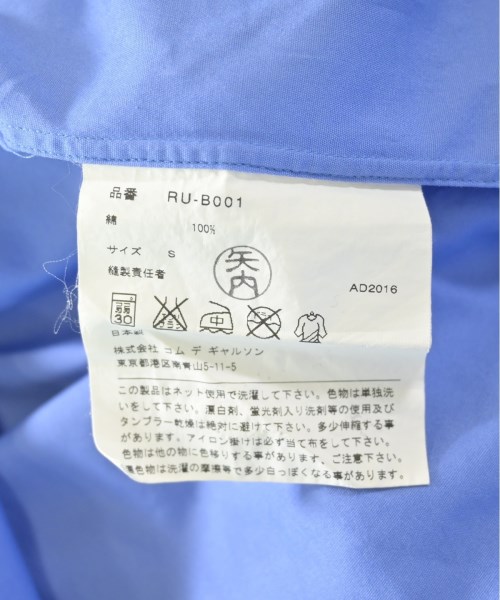 品番 RU-B001
綿
100%
サイズ S
縫製責任者
矢内
AD2016
弱
30
中
日本製
株式会社 コム デ ギャルソン
東京都港区南青山5-11-5
この製品はネット使用で洗濯して下さい。色物は単独洗
いをして下さい。漂白剤、蛍光剤入り洗剤等の使用及び
タンブラー乾燥は絶対に避けて下さい。多少伸縮する事
があります。アイロン掛けは必ず当て布をして下さい。
色物は他の物に色移りする事が有ります、ご注意下さい。
濃色物は洗濯の摩擦等で多少白っぽくなる事が有ります。